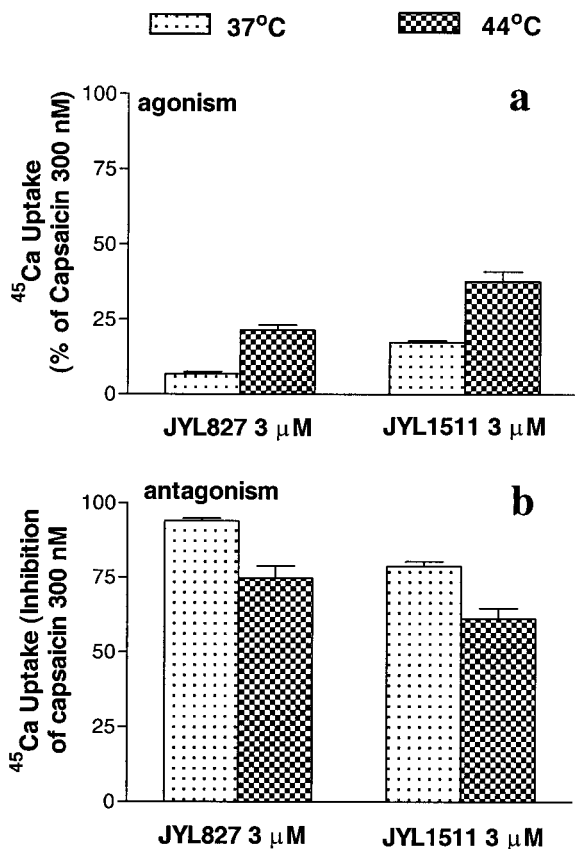 37°C 44°C
agonism a
100
75
50
25
0
45Ca Uptake
(% of Capsaicin 300 nM)
JYL827 3 μM JYL1511 3 μM
antagonism b
100
75
50
25
0
45Ca Uptake (Inhibition
of capsaicin 300 nM
JYL827 3 μM JYL1511 3 μM